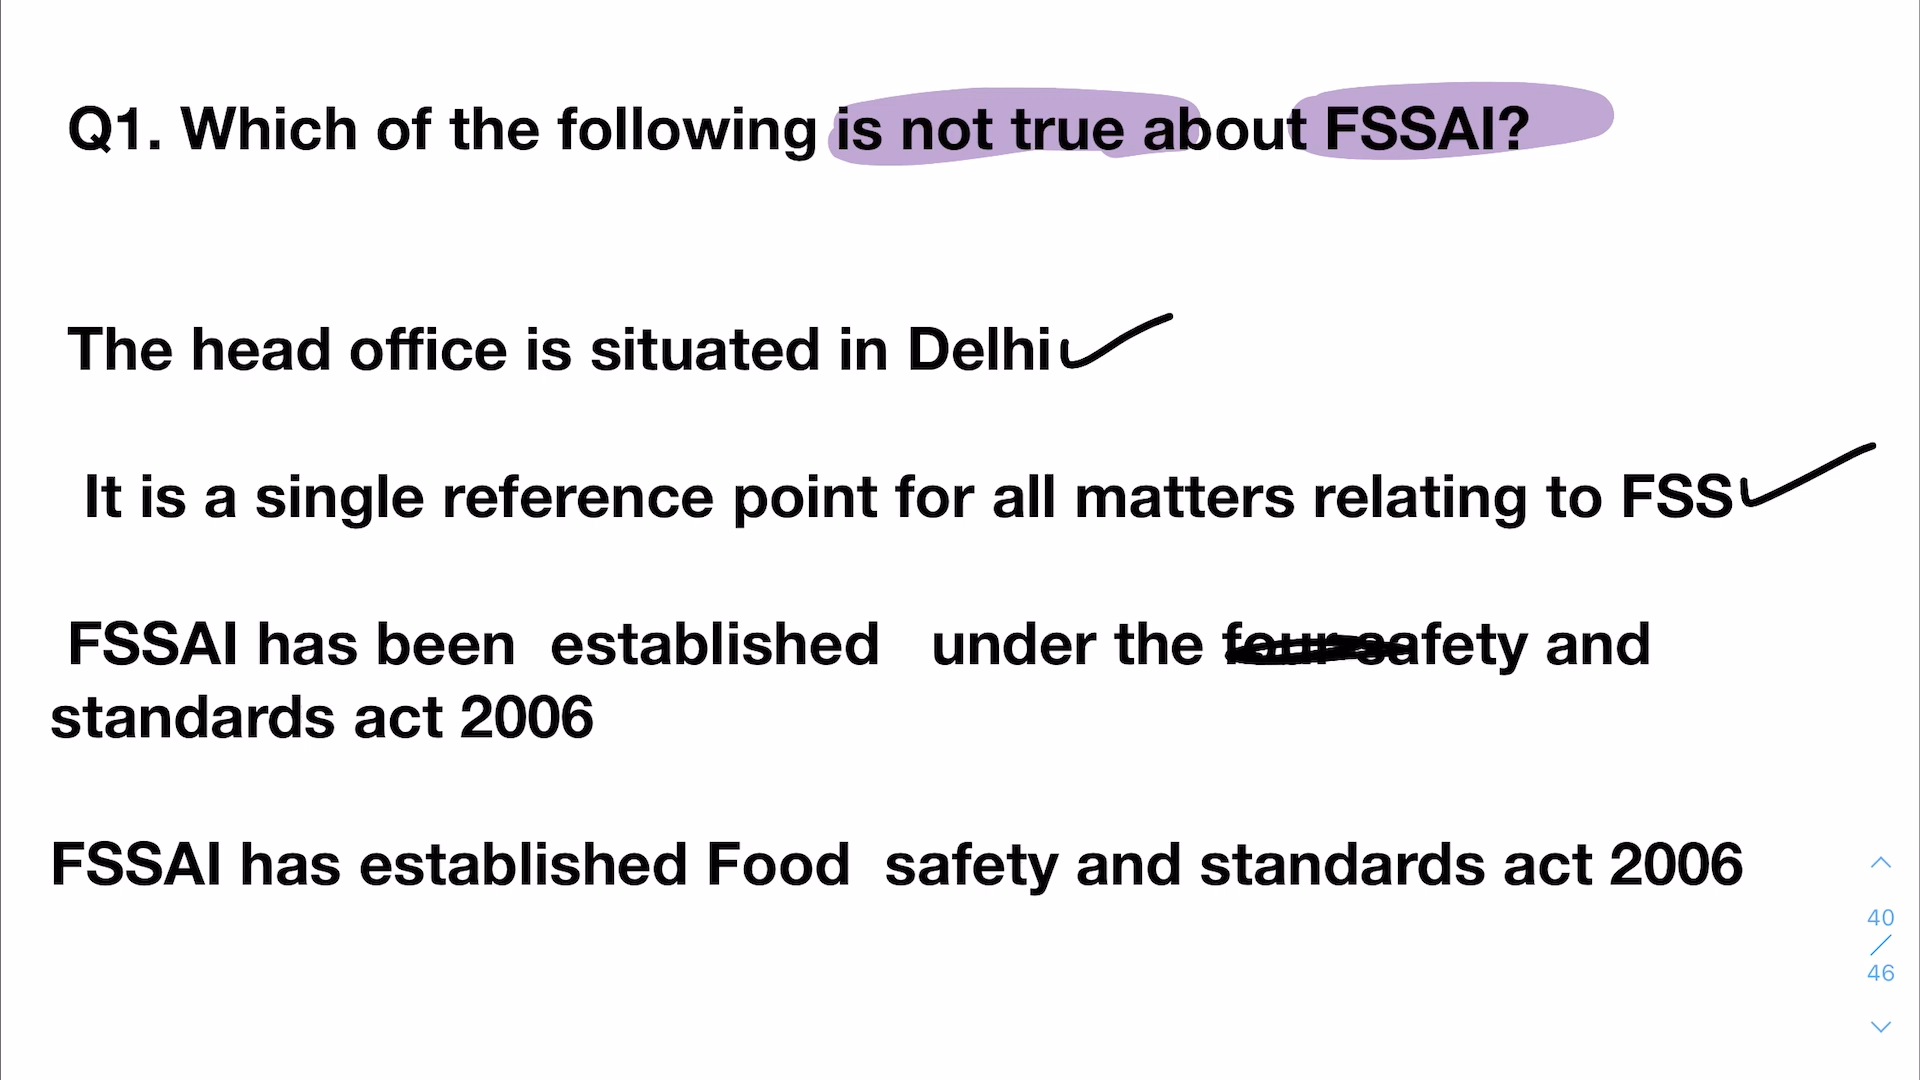 Q1. Which of the following is not true about FSSAI?
The head office is situated in Delhi
It is a single reference point for all matters relating to FSS
FSSAI has been established under the four safety and
standards act 2006
FSSAI has established Food safety and standards act 2006
40
/
46